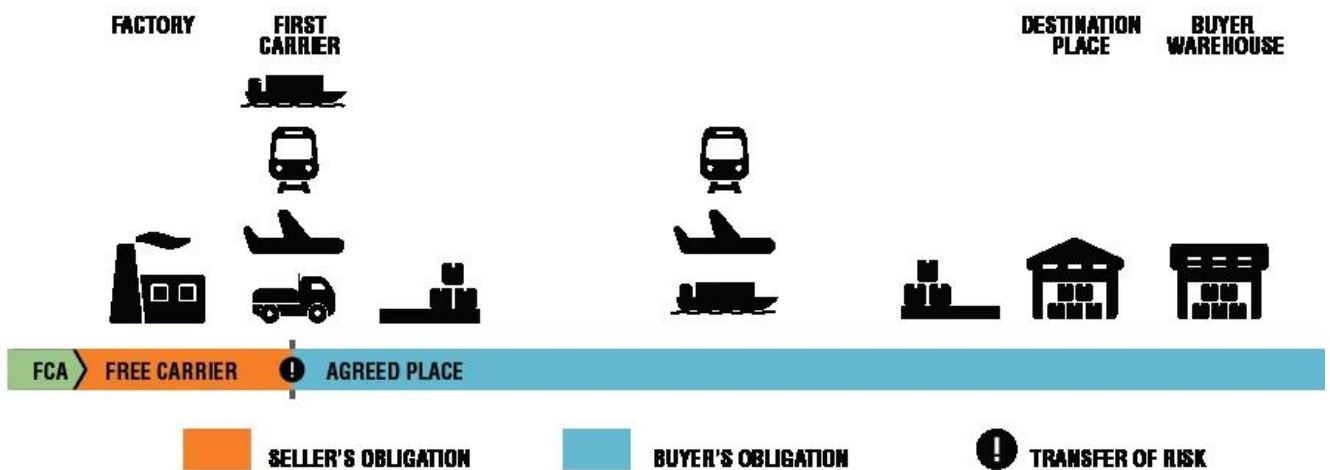 FACTORY
FIRST
CARRIER
DESTINATION
PLACE
BUYER
WAREHOUSE
FCA
FREE CARRIER
!
AGREED PLACE
SELLER'S OBLIGATION
BUYER'S OBLIGATION
!
TRANSFER OF RISK